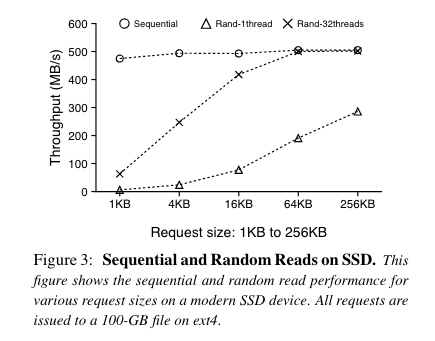 600
Sequential
Rand-1thread
Rand-32threads
500
400
300
200
100
0
Throughput (MB/s)
1KB
4KB
16KB
64KB
256KB
Request size: 1KB to 256KB
Figure 3: Sequential and Random Reads on SSD. This
figure shows the sequential and random read performance for
various request sizes on a modern SSD device. All requests are
issued to a 100-GB file on ext4.